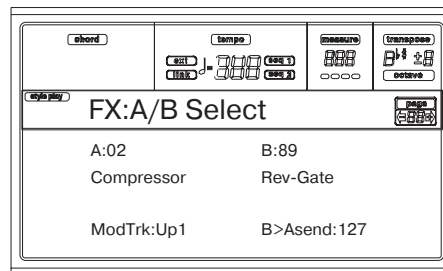 chord
tempo
measure
transpose
ext
seq 1
link
seq 2
octave
style play
FX:A/B Select
page
A:02 B:89
Compressor Rev-Gate
ModTrk:Up1 B>Asend:127